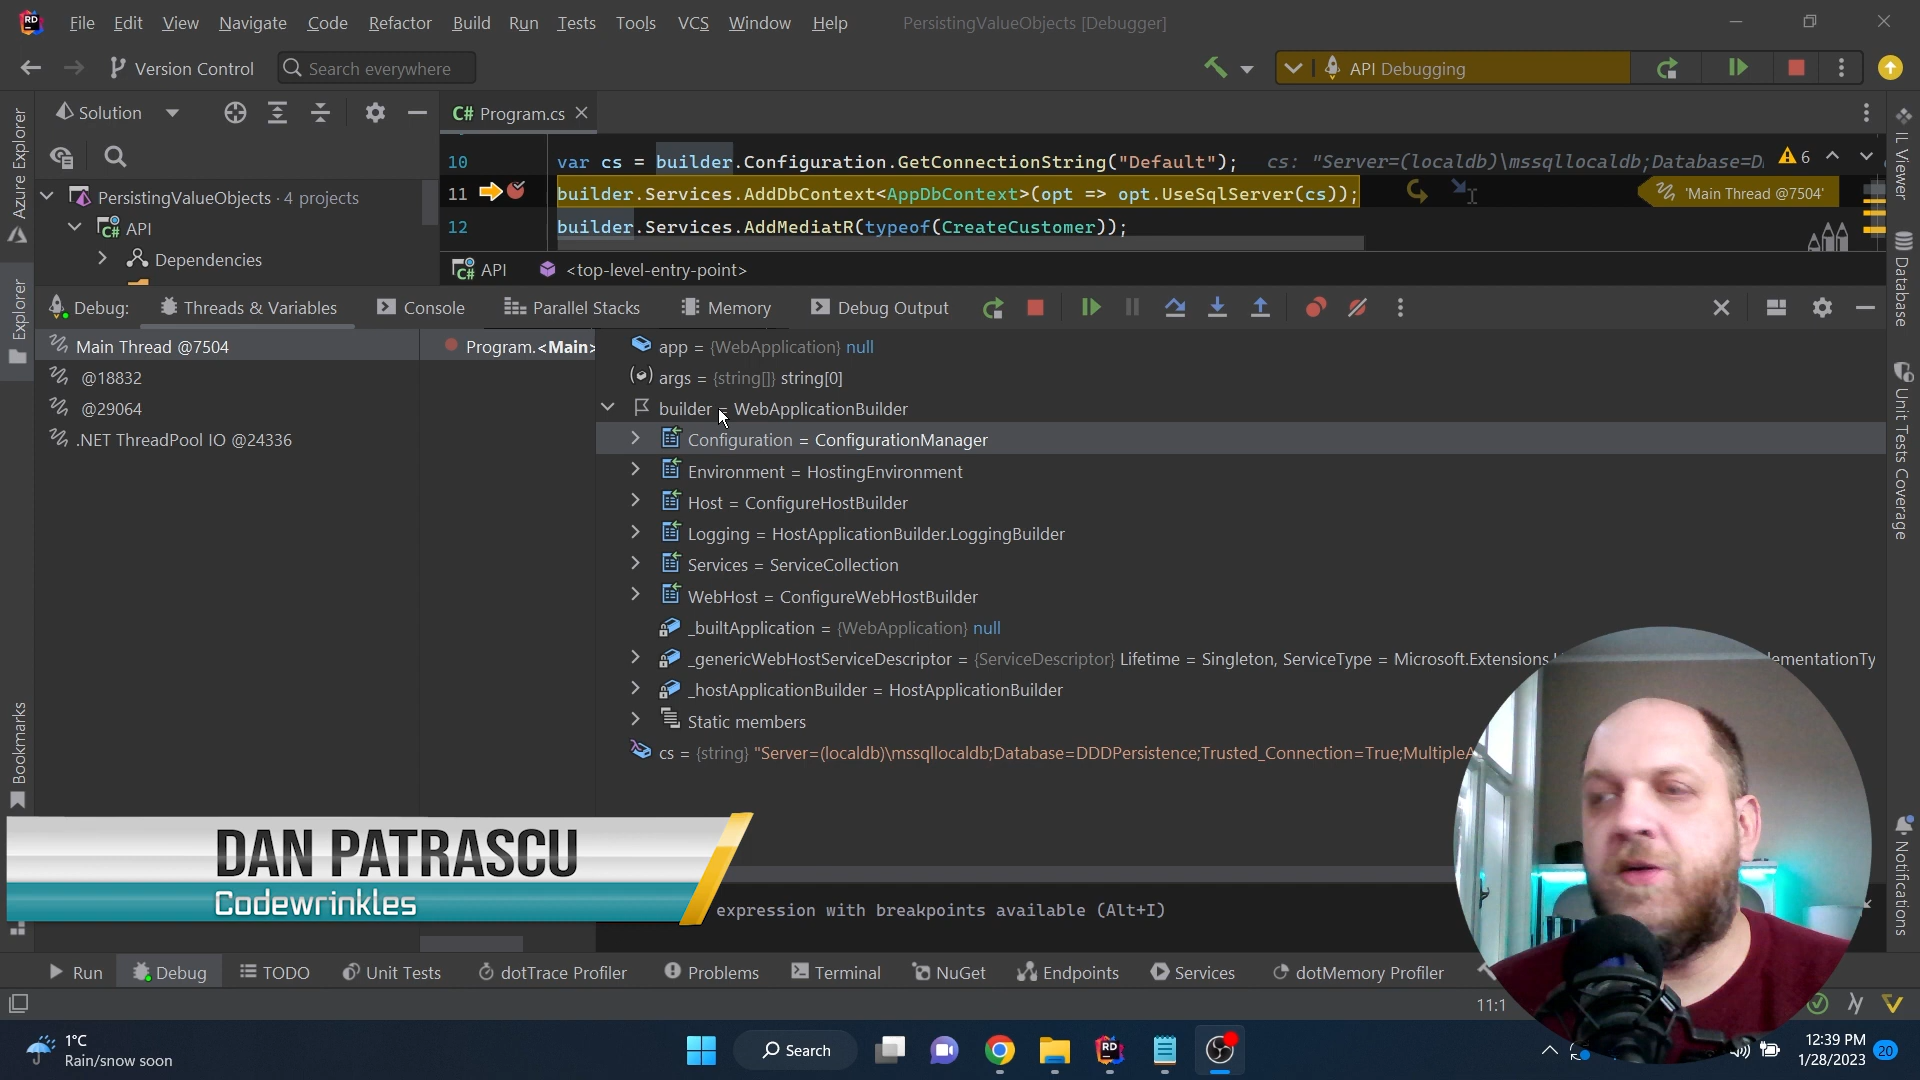 File Edit View Navigate Code Refactor Build Run Tests Tools VCS Window Help PersistingValueObjects [Debugger]
Version Control Search everywhere API Debugging
Azure Explorer
Explorer
Bookmarks
Solution
PersistingValueObjects · 4 projects
API
Dependencies
C# Program.cs
10 var cs = builder.Configuration.GetConnectionString("Default"); cs: "Server=(localdb)\mssqllocaldb;Database=D 6
11 builder.Services.AddDbContext<AppDbContext>(opt => opt.UseSqlServer(cs)); 'Main Thread @7504'
12 builder.Services.AddMediatR(typeof(CreateCustomer));
API <top-level-entry-point>
Debug: Threads & Variables Console Parallel Stacks Memory Debug Output
Main Thread @7504
@18832
@29064
.NET ThreadPool IO @24336
Program.<Main>
app = {WebApplication} null
args = {string[]} string[0]
builder = WebApplicationBuilder
Configuration = ConfigurationManager
Environment = HostingEnvironment
Host = ConfigureHostBuilder
Logging = HostApplicationBuilder.LoggingBuilder
Services = ServiceCollection
WebHost = ConfigureWebHostBuilder
_builtApplication = {WebApplication} null
_genericWebHostServiceDescriptor = {ServiceDescriptor} Lifetime = Singleton, ServiceType = Microsoft.Extensions ementationTy
_hostApplicationBuilder = HostApplicationBuilder
Static members
cs = {string} "Server=(localdb)\mssqllocaldb;Database=DDDPersistence;Trusted_Connection=True;MultipleA
expression with breakpoints available (Alt+I)
DAN PATRASCU
Codewrinkles
IL Viewer
Database
Unit Tests Coverage
Notifications
Run Debug TODO Unit Tests dotTrace Profiler Problems Terminal NuGet Endpoints Services dotMemory Profiler
11:1
1°C
Rain/snow soon
Search
12:39 PM
1/28/2023
20